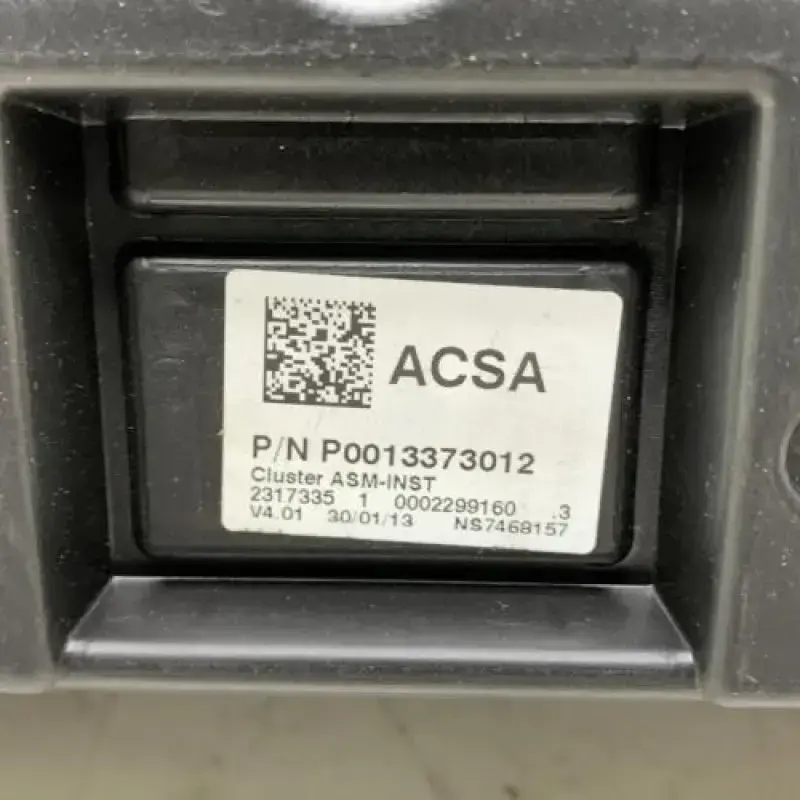 ACSA
P/N P0013373012
Cluster ASM-INST
2317335 1 0002299160 .3
V4.01 30/01/13 NS7468157